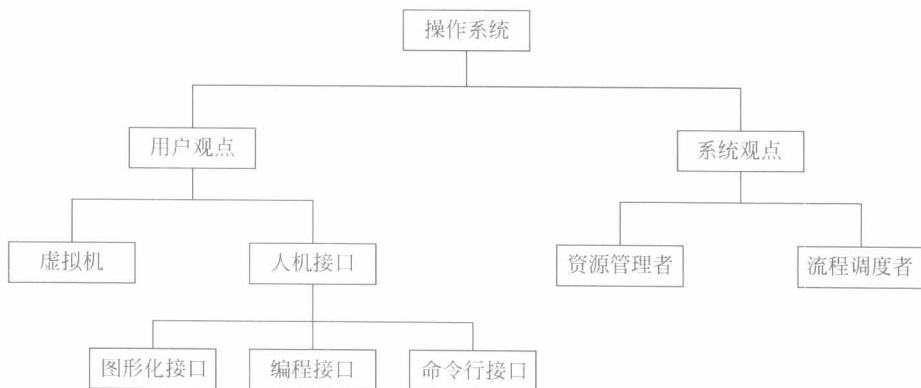 操作系统
用户观点
系统观点
虚拟机
人机接口
资源管理者
流程调度者
图形化接口
编程接口
命令行接口